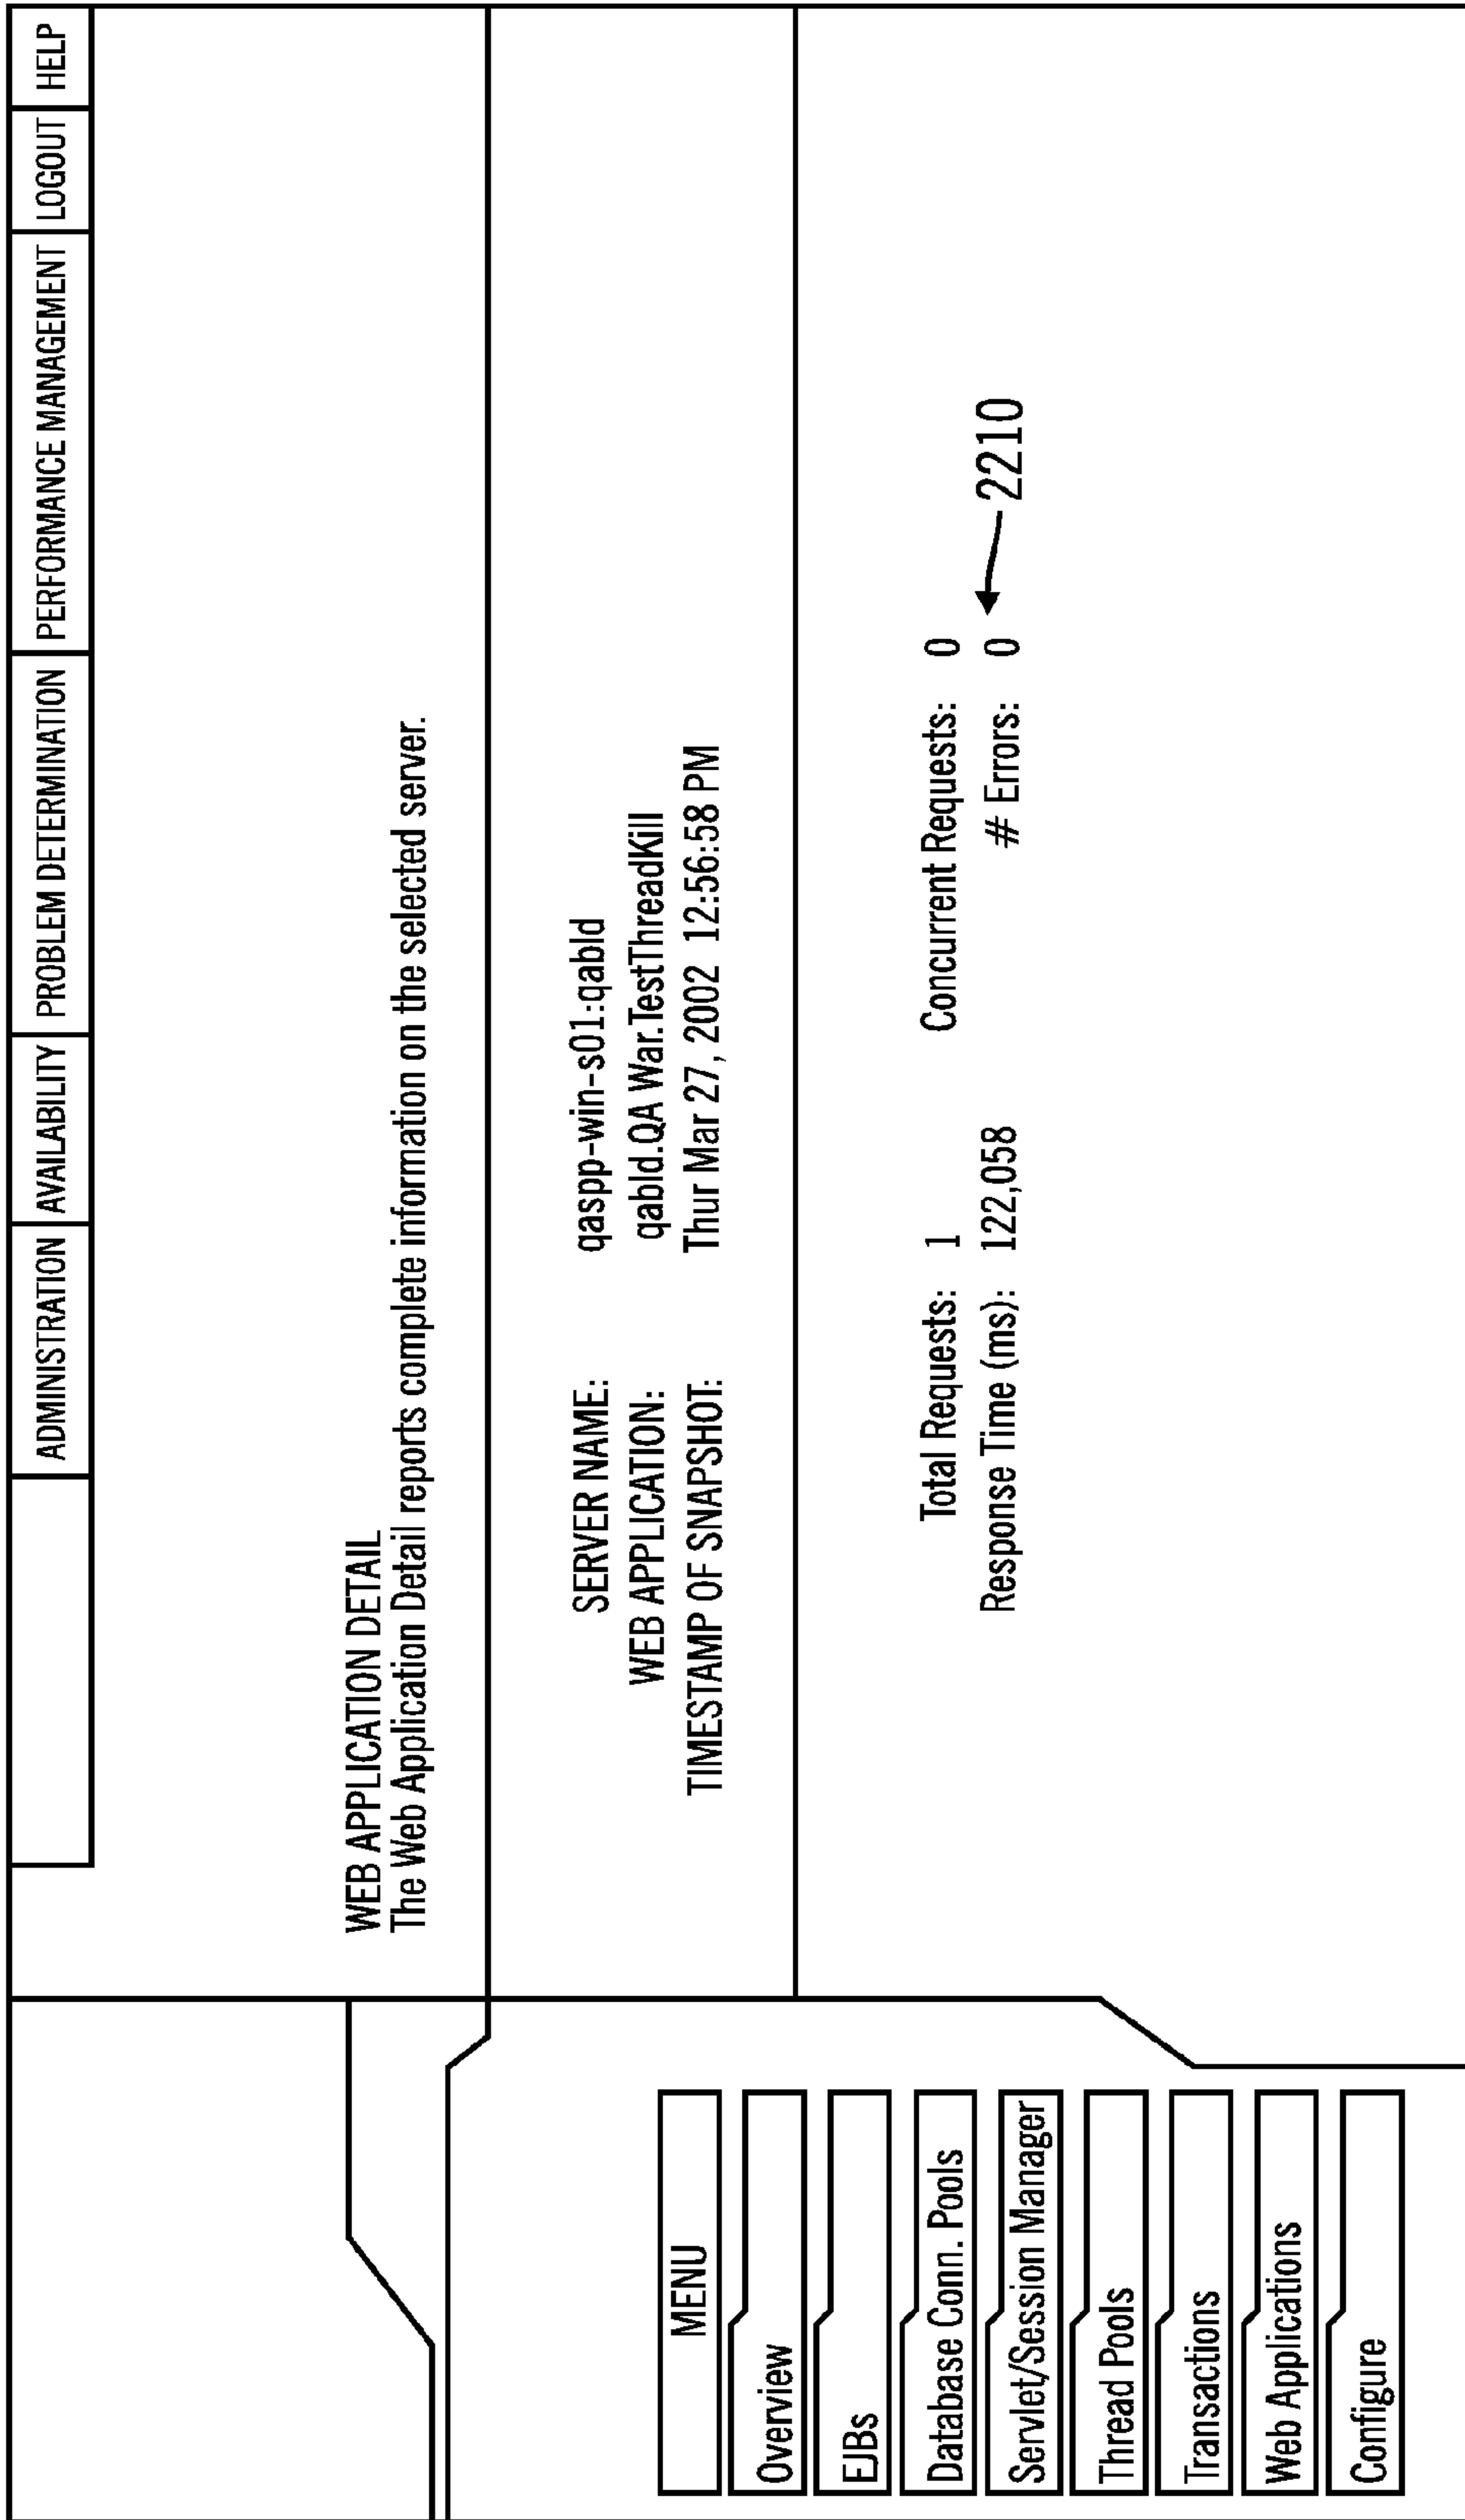 ADMINISTRATION AVAILABILITY PROBLEM DETERMINATION PERFORMANCE MANAGEMENT LOGOUT HELP
WEB APPLICATION DETAIL
The Web Application Detail reports complete information on the selected server.
SERVER NAME: qaspp-win-s01:qabld
WEB APPLICATION: qabld.QA War.TestThreadKill
TIMESTAMP OF SNAPSHOT: Thur Mar 27, 2002 12:56:58 PM
Total Requests: 1 Concurrent Requests: 0
Response Time (ms): 122,058 # Errors: 0 2210
MENU
Overview
EJBs
Database Conn. Pools
Servlet/Session Manager
Thread Pools
Transactions
Web Applications
Configure